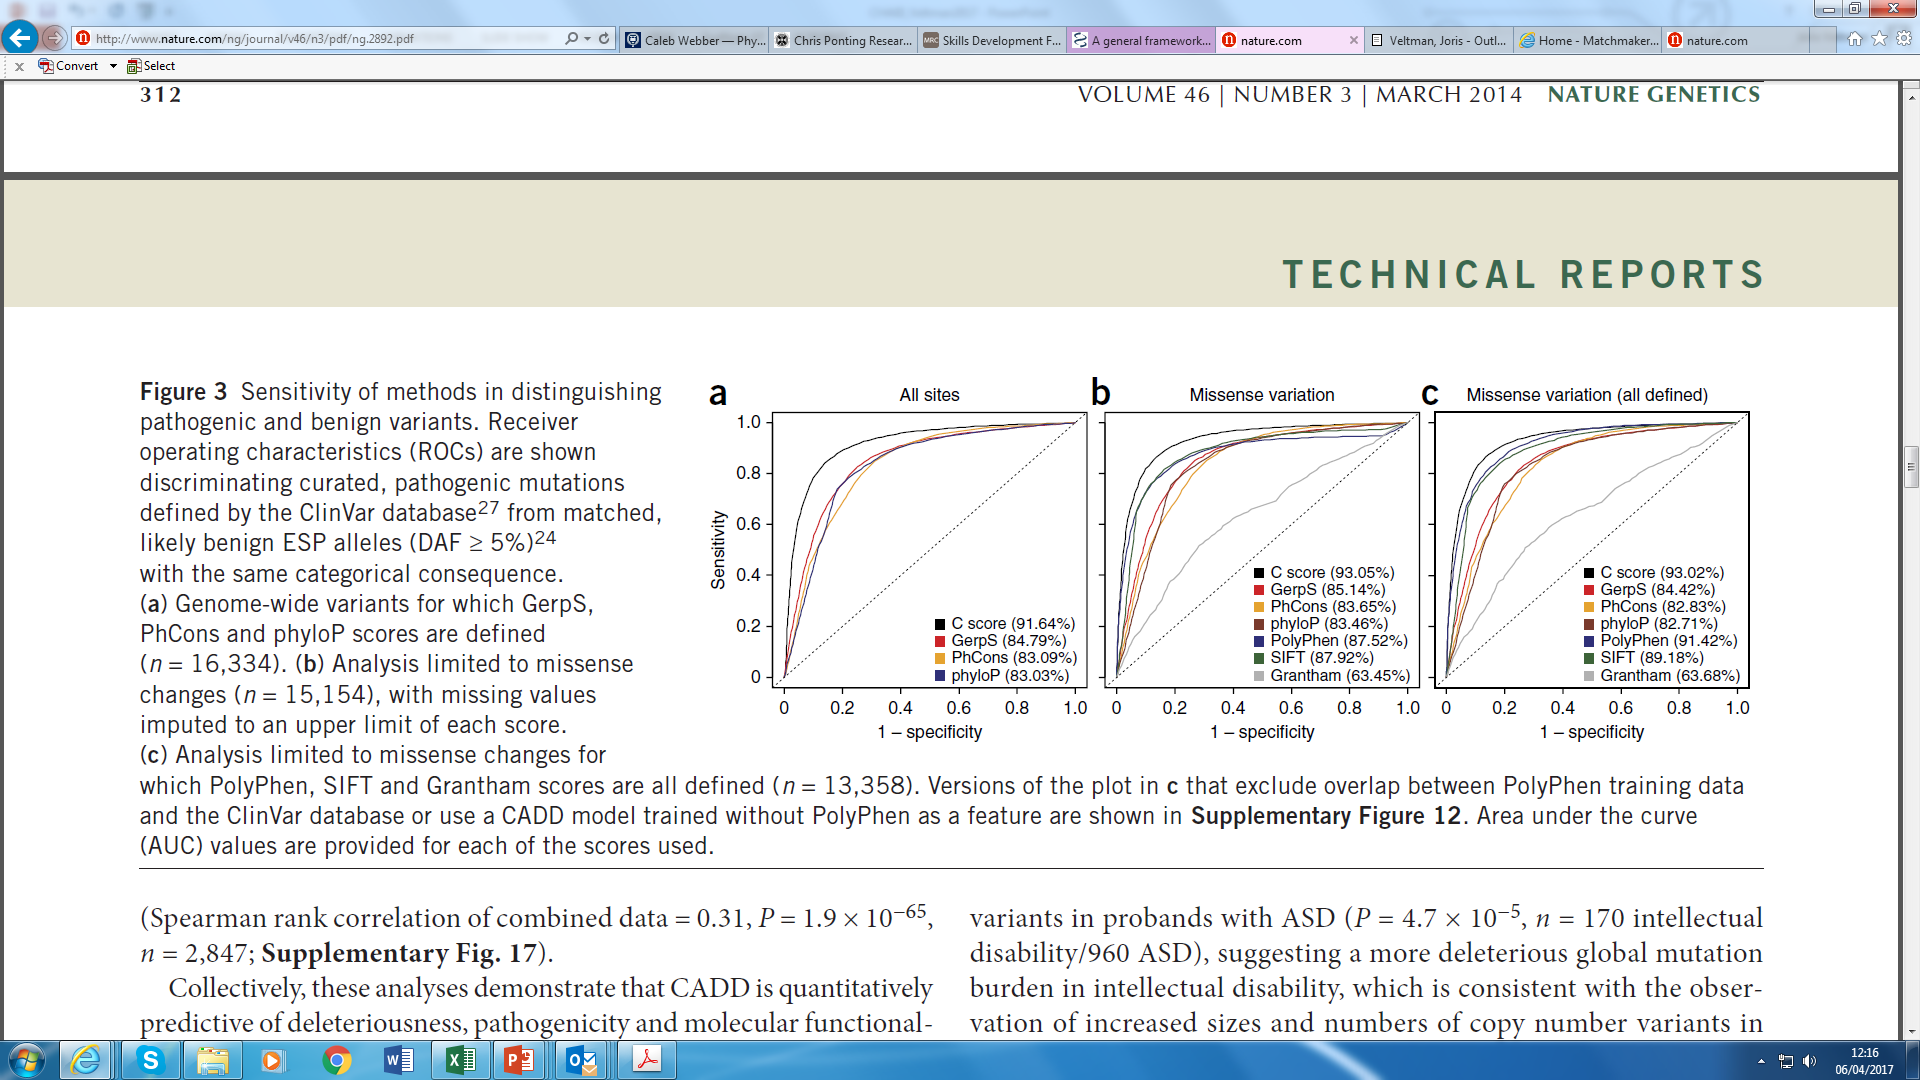 http://www.nature.com/ng/journal/v46/n3/pdf/ng.2892.pdf
Caleb Webber — Phy...
Chris Ponting Resear...
MRC Skills Development F...
A general framework...
nature.com
Veltman, Joris - Outl...
Home - Matchmaker...
nature.com
Convert
Select
312
VOLUME 46 | NUMBER 3 | MARCH 2014 NATURE GENETICS
TECHNICAL REPORTS
Figure 3 Sensitivity of methods in distinguishing
pathogenic and benign variants. Receiver
operating characteristics (ROCs) are shown
discriminating curated, pathogenic mutations
defined by the ClinVar database27 from matched,
likely benign ESP alleles (DAF ≥ 5%)24
with the same categorical consequence.
(a) Genome-wide variants for which GerpS,
PhCons and phyloP scores are defined
(n = 16,334). (b) Analysis limited to missense
changes (n = 15,154), with missing values
imputed to an upper limit of each score.
(c) Analysis limited to missense changes for
which PolyPhen, SIFT and Grantham scores are all defined (n = 13,358). Versions of the plot in c that exclude overlap between PolyPhen training data
and the ClinVar database or use a CADD model trained without PolyPhen as a feature are shown in Supplementary Figure 12. Area under the curve
(AUC) values are provided for each of the scores used.
a
All sites
Sensitivity
1.0
0.8
0.6
0.4
0.2
0
C score (91.64%)
GerpS (84.79%)
PhCons (83.09%)
phyloP (83.03%)
0 0.2 0.4 0.6 0.8 1.0
1 – specificity
b
Missense variation
C score (93.05%)
GerpS (85.14%)
PhCons (83.65%)
phyloP (83.46%)
PolyPhen (87.52%)
SIFT (87.92%)
Grantham (63.45%)
0 0.2 0.4 0.6 0.8 1.0
1 – specificity
c
Missense variation (all defined)
C score (93.02%)
GerpS (84.42%)
PhCons (82.83%)
phyloP (82.71%)
PolyPhen (91.42%)
SIFT (89.18%)
Grantham (63.68%)
0 0.2 0.4 0.6 0.8 1.0
1 – specificity
(Spearman rank correlation of combined data = 0.31, P = 1.9 × 10−65,
n = 2,847; Supplementary Fig. 17).
Collectively, these analyses demonstrate that CADD is quantitatively
predictive of deleteriousness, pathogenicity and molecular functional-
variants in probands with ASD (P = 4.7 × 10−5, n = 170 intellectual
disability/960 ASD), suggesting a more deleterious global mutation
burden in intellectual disability, which is consistent with the obser-
vation of increased sizes and numbers of copy number variants in
12:16
06/04/2017